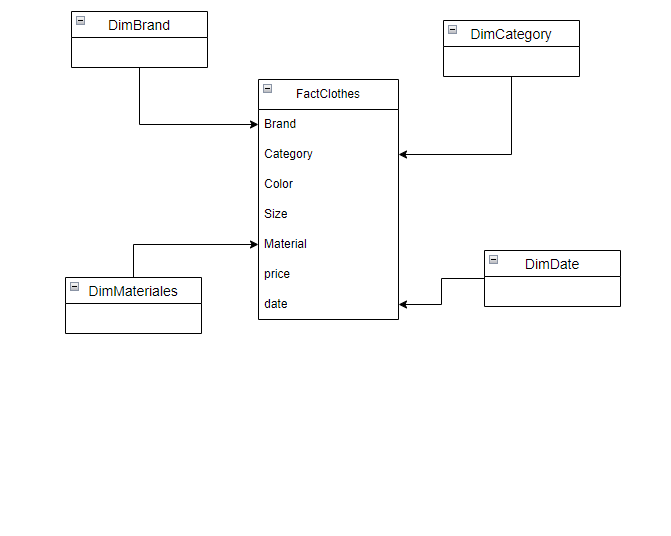 DimBrand
DimCategory
FactClothes
Brand
Category
Color
Size
Material
price
date
DimMateriales
DimDate